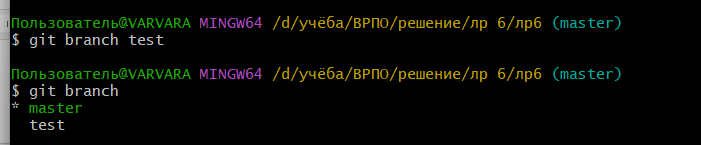 Пользователь@VARVARA MINGW64 /d/учёба/ВРПО/решение/лр 6/лр6 (master)
$ git branch test
Пользователь@VARVARA MINGW64 /d/учёба/ВРПО/решение/лр 6/лр6 (master)
$ git branch
* master
test